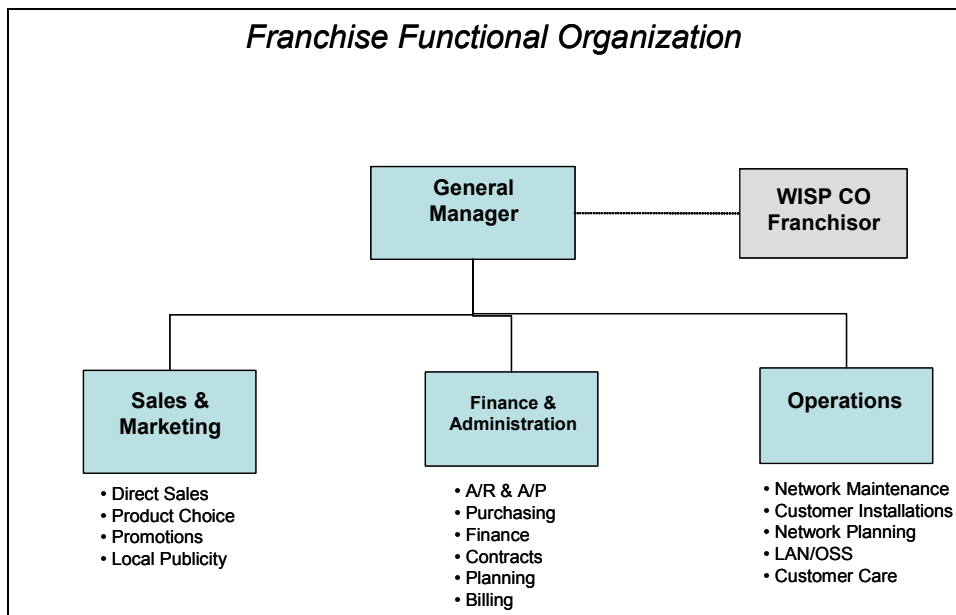 Franchise Functional Organization
General
Manager
WISP CO
Franchisor
Sales &
Marketing
Finance &
Administration
Operations
• Direct Sales
• Product Choice
• Promotions
• Local Publicity
• A/R & A/P
• Purchasing
• Finance
• Contracts
• Planning
• Billing
• Network Maintenance
• Customer Installations
• Network Planning
• LAN/OSS
• Customer Care